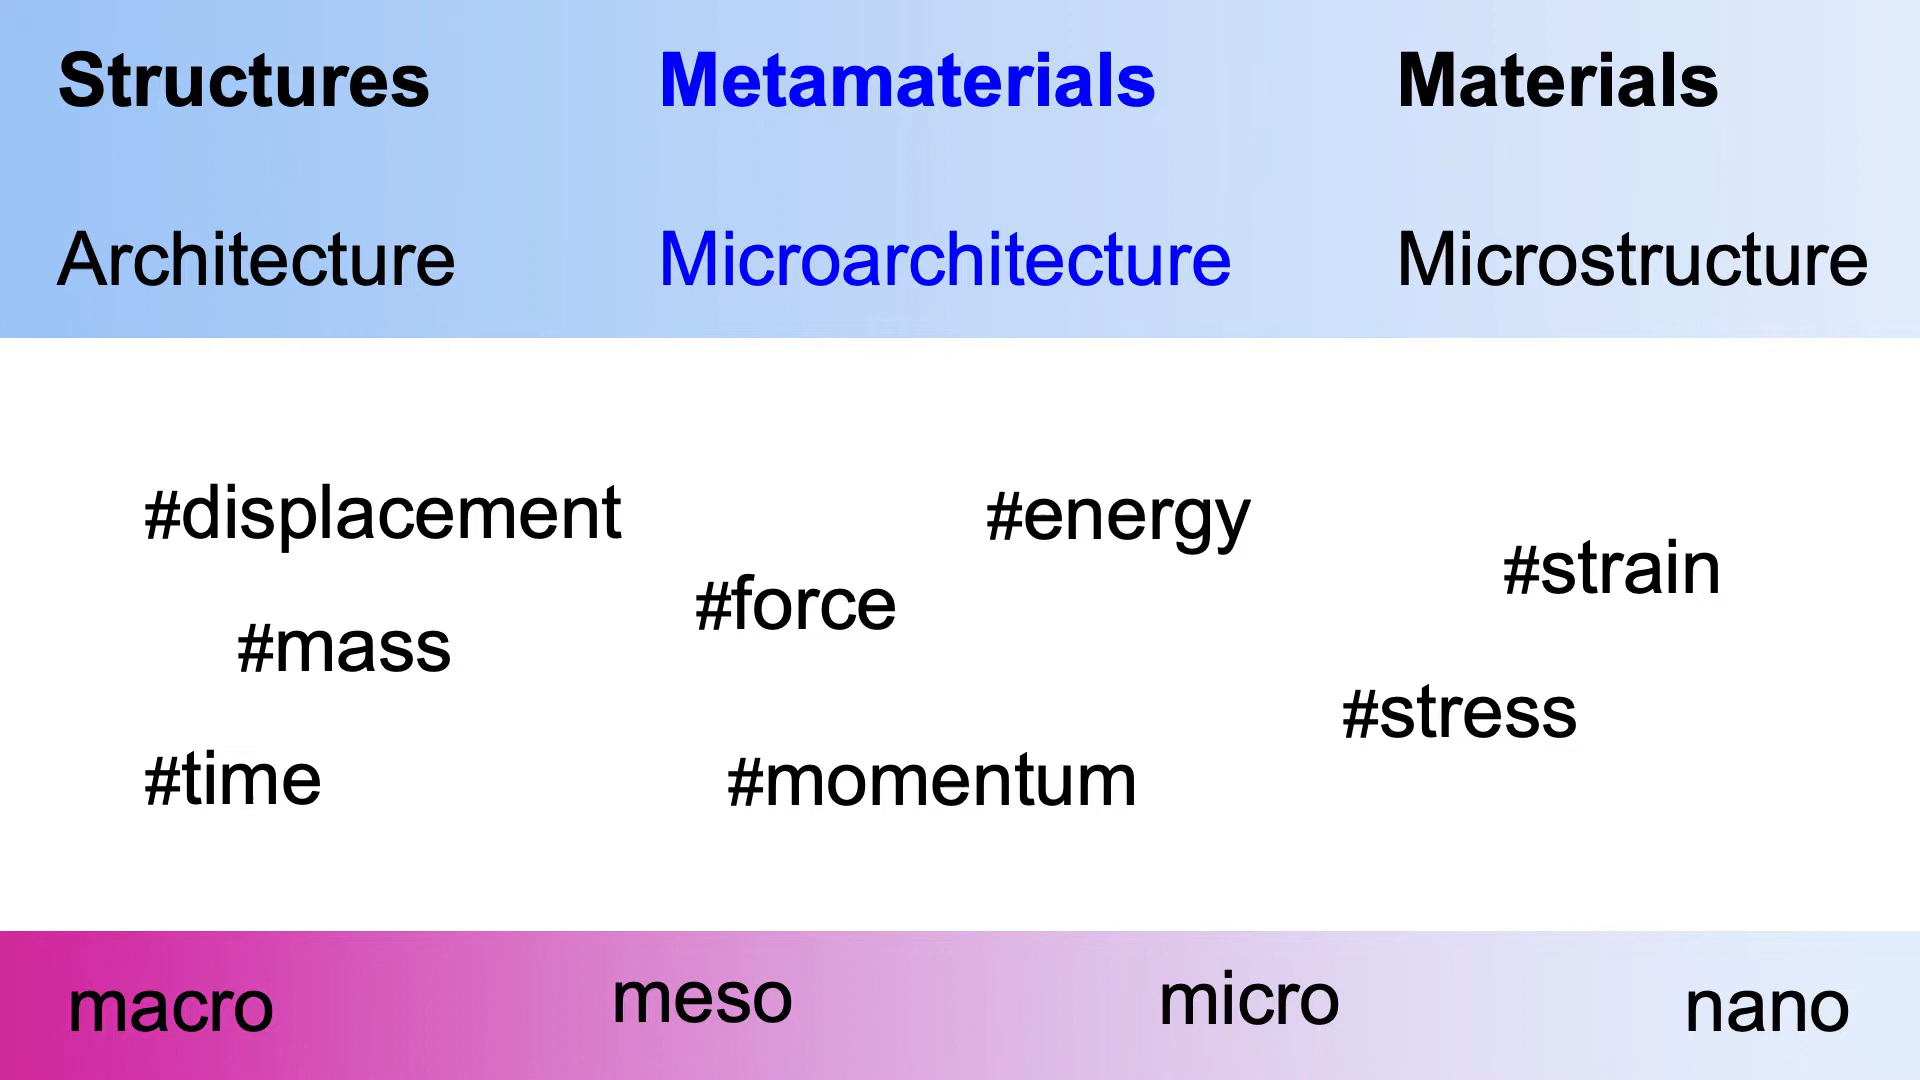 Structures Metamaterials Materials
Architecture Microarchitecture Microstructure
#displacement #energy
#strain
#force
#mass
#stress
#time #momentum
macro meso micro nano